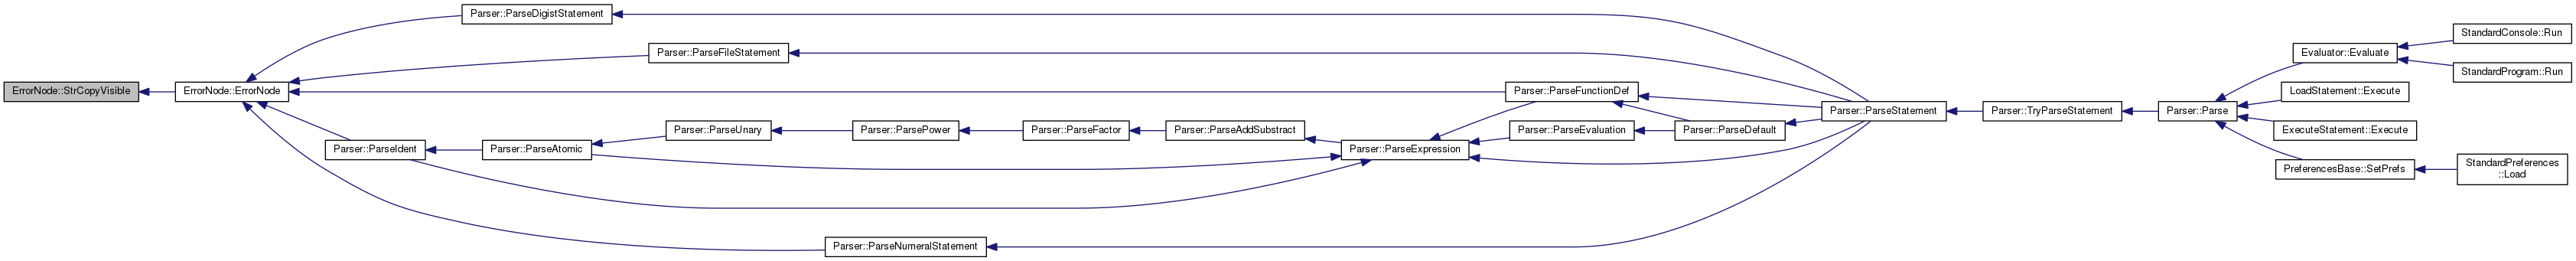 ErrorNode::StrCopyVisible
ErrorNode::ErrorNode
Parser::ParseDigistStatement
Parser::ParseFileStatement
Parser::ParseFunctionDef
Parser::ParseIdent
Parser::ParseAtomic
Parser::ParseUnary
Parser::ParsePower
Parser::ParseFactor
Parser::ParseAddSubstract
Parser::ParseExpression
Parser::ParseEvaluation
Parser::ParseDefault
Parser::ParseNumeralStatement
Parser::ParseStatement
Parser::TryParseStatement
Parser::Parse
Evaluator::Evaluate
StandardConsole::Run
StandardProgram::Run
LoadStatement::Execute
ExecuteStatement::Execute
PreferencesBase::SetPrefs
StandardPreferences
::Load